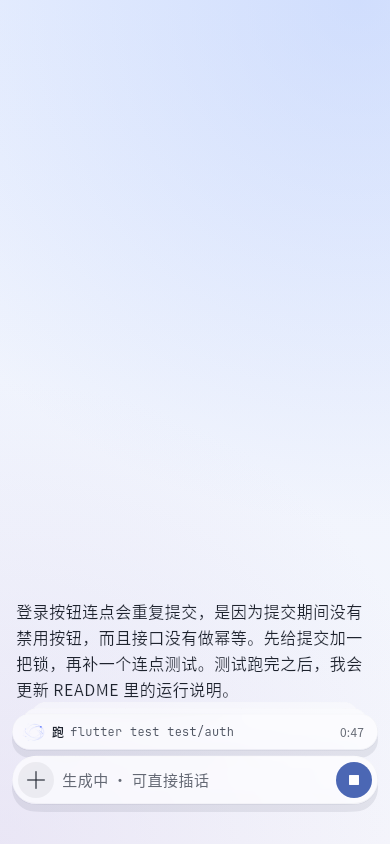 登录按钮连点会重复提交，是因为提交期间没有
禁用按钮，而且接口没有做幂等。先给提交加一
把锁，再补一个连点测试。测试跑完之后，我会
更新 README 里的运行说明。
跑 flutter test test/auth 0:47
生成中 · 可直接插话